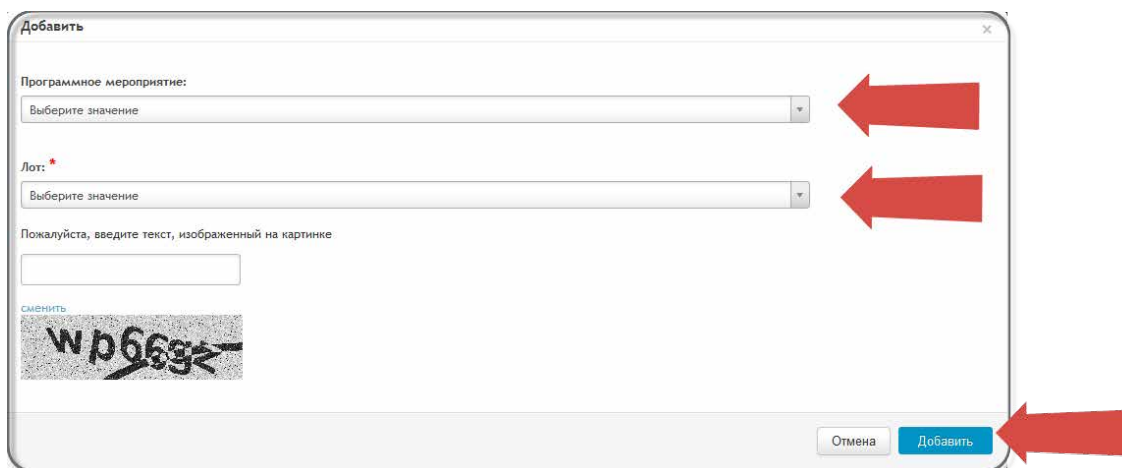 Добавить
Программное мероприятие:
Выберите значение
Лот: *
Выберите значение
Пожалуйста, введите текст, изображенный на картинке
сменить
Отмена Добавить